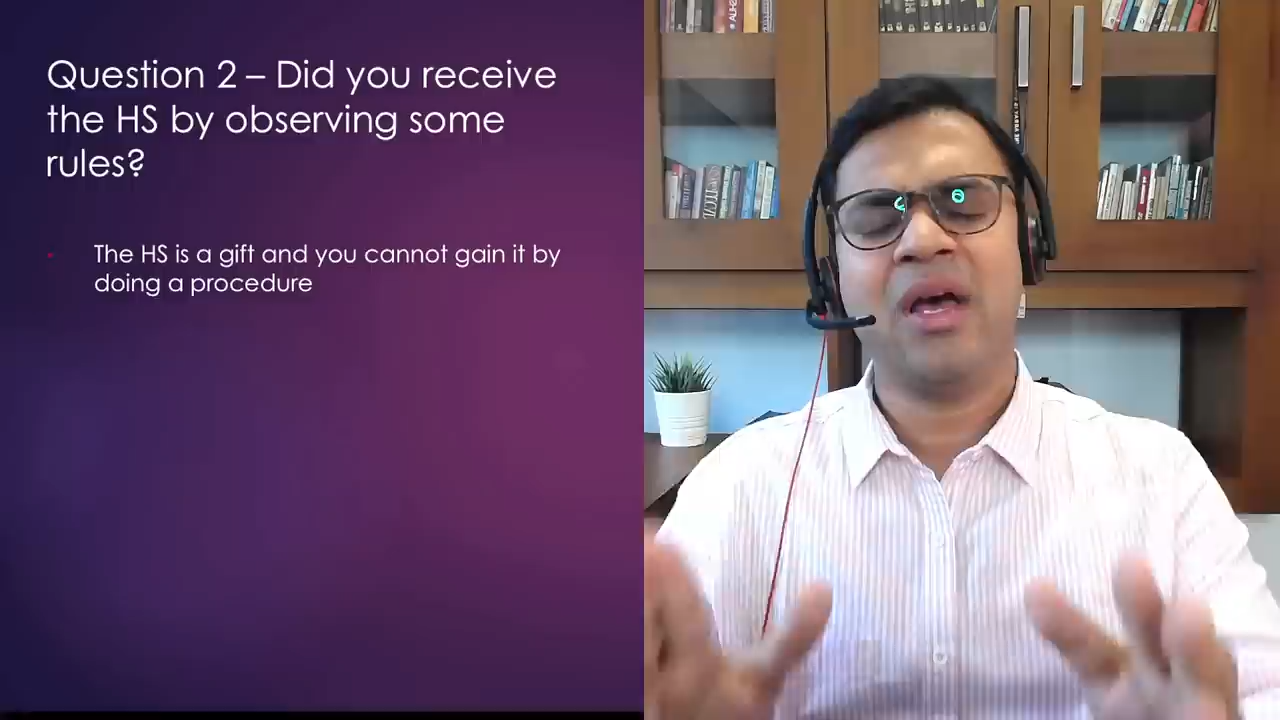 Question 2 – Did you receive
the HS by observing some
rules?
The HS is a gift and you cannot gain it by
doing a procedure